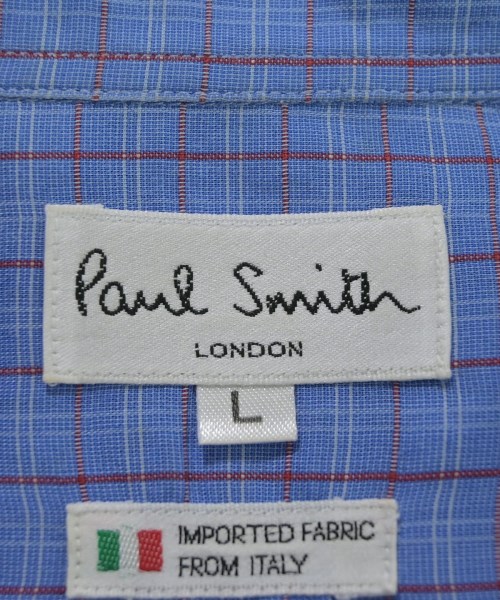 Paul Smith
LONDON
L
IMPORTED FABRIC
FROM ITALY